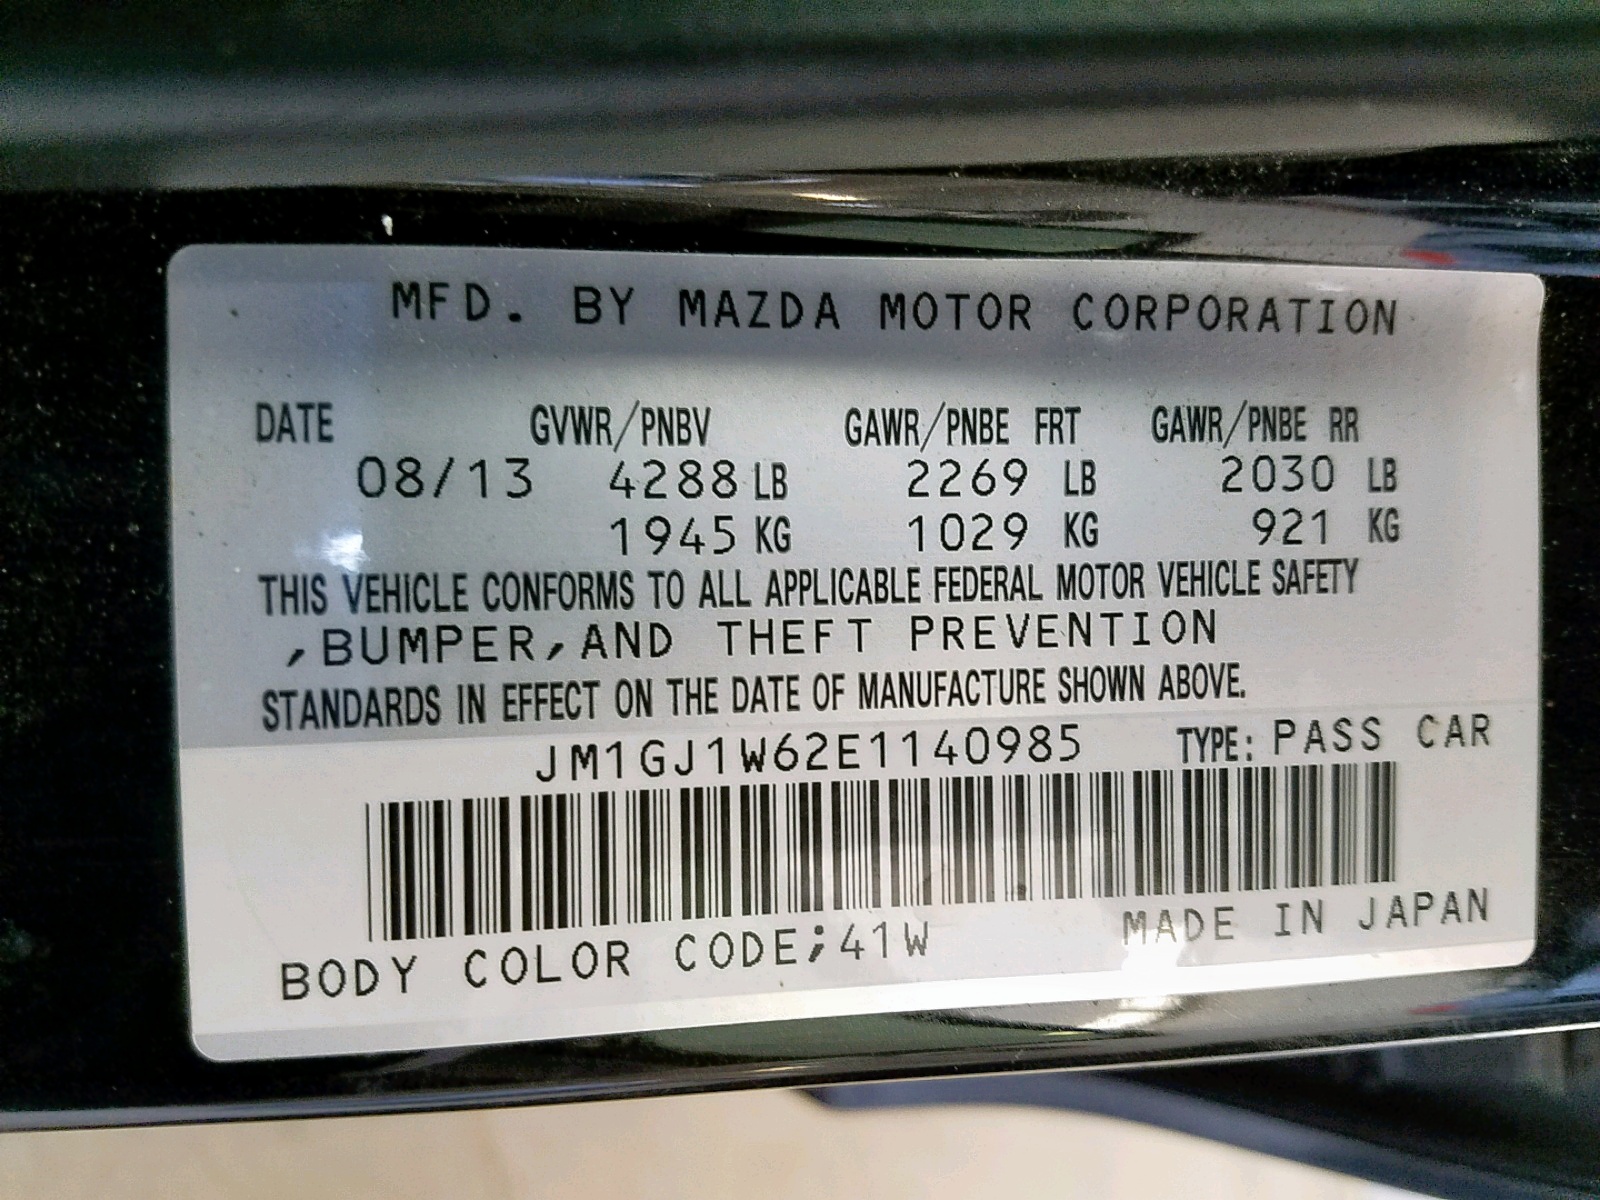 MFD. BY MAZDA MOTOR CORPORATION
DATE GVWR/PNBV GAWR/PNBE FRT GAWR/PNBE RR
08/13 4288 LB 2269 LB 2030 LB
1945 KG 1029 KG 921 KG
THIS VEHICLE CONFORMS TO ALL APPLICABLE FEDERAL MOTOR VEHICLE SAFETY
,BUMPER,AND THEFT PREVENTION
STANDARDS IN EFFECT ON THE DATE OF MANUFACTURE SHOWN ABOVE.
JM1GJ1W62E1140985 TYPE: PASS CAR
BODY COLOR CODE;41W MADE IN JAPAN